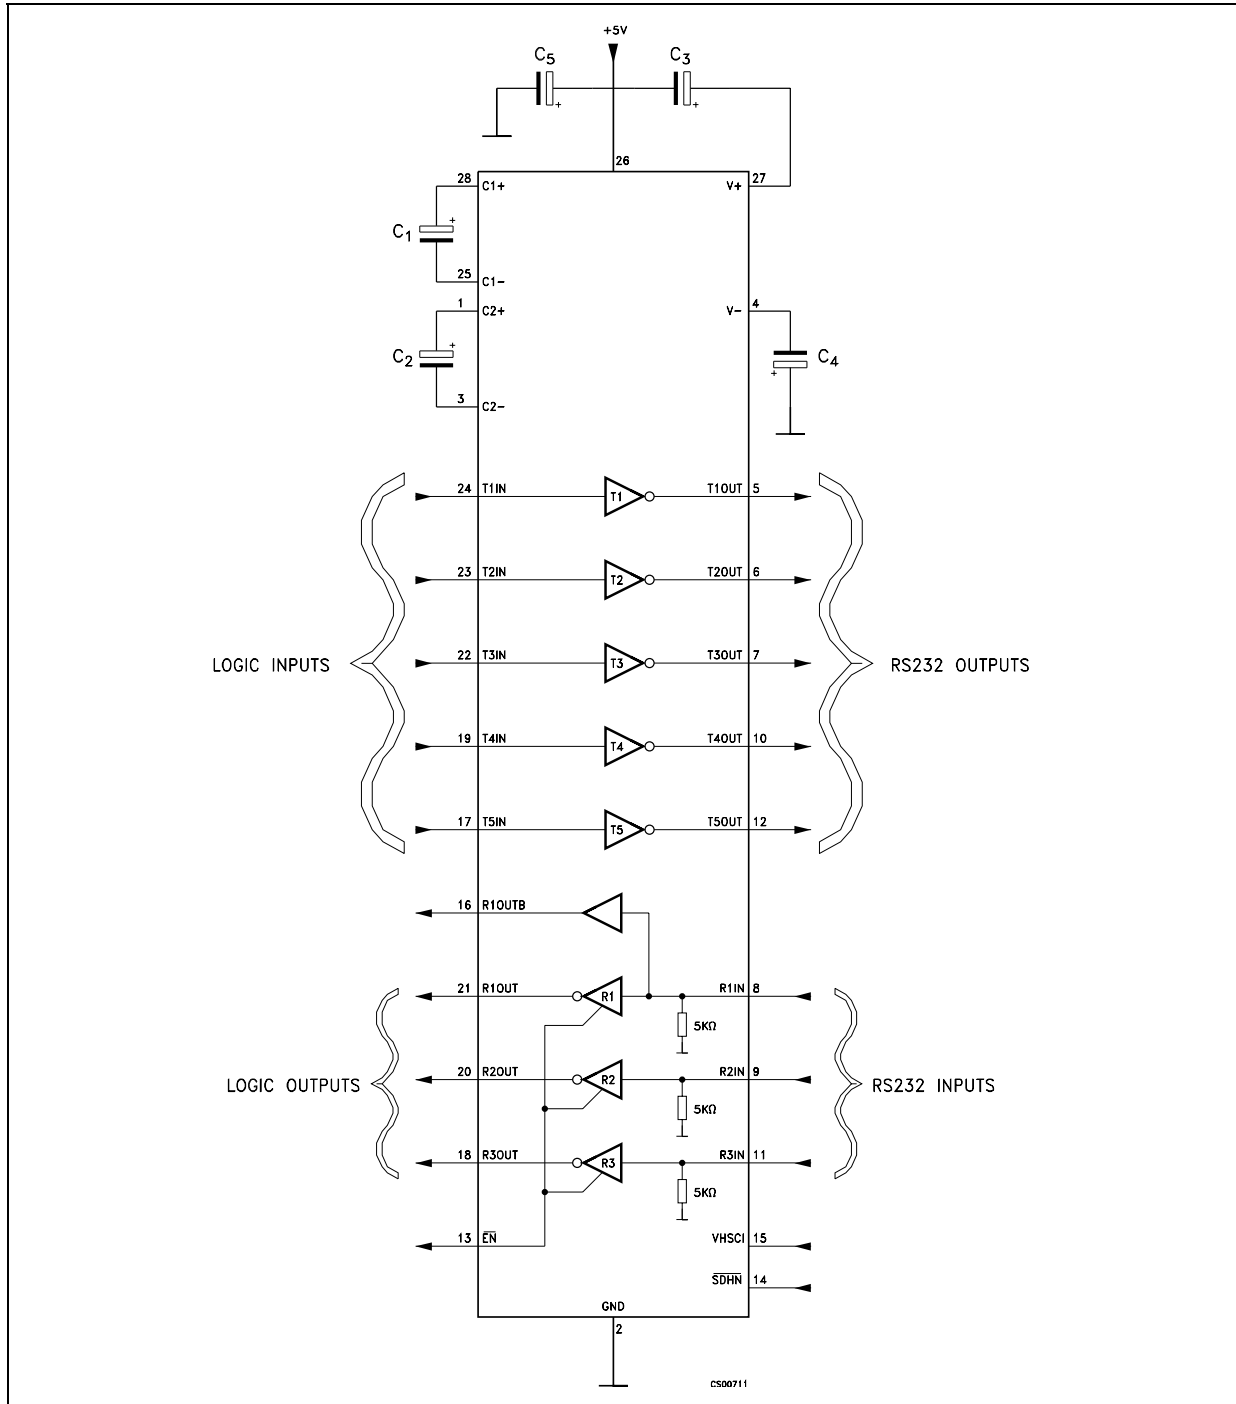 +5V
C5
C3
+
+
26
28
C1+
V+
27
C1
+
25
C1-
1
C2+
V-
4
C2
+
C4
+
3
C2-
24
T1IN
T1
T1OUT
5
23
T2IN
T2
T2OUT
6
LOGIC INPUTS
22
T3IN
T3
T3OUT
7
RS232 OUTPUTS
19
T4IN
T4
T4OUT
10
17
T5IN
T5
T5OUT
12
16
R1OUTB
21
R1OUT
R1
R1IN
8
5KΩ
LOGIC OUTPUTS
20
R2OUT
R2
R2IN
9
RS232 INPUTS
5KΩ
18
R3OUT
R3
R3IN
11
5KΩ
13
EN
VHSCI
15
SDHN
14
GND
2
CS00711